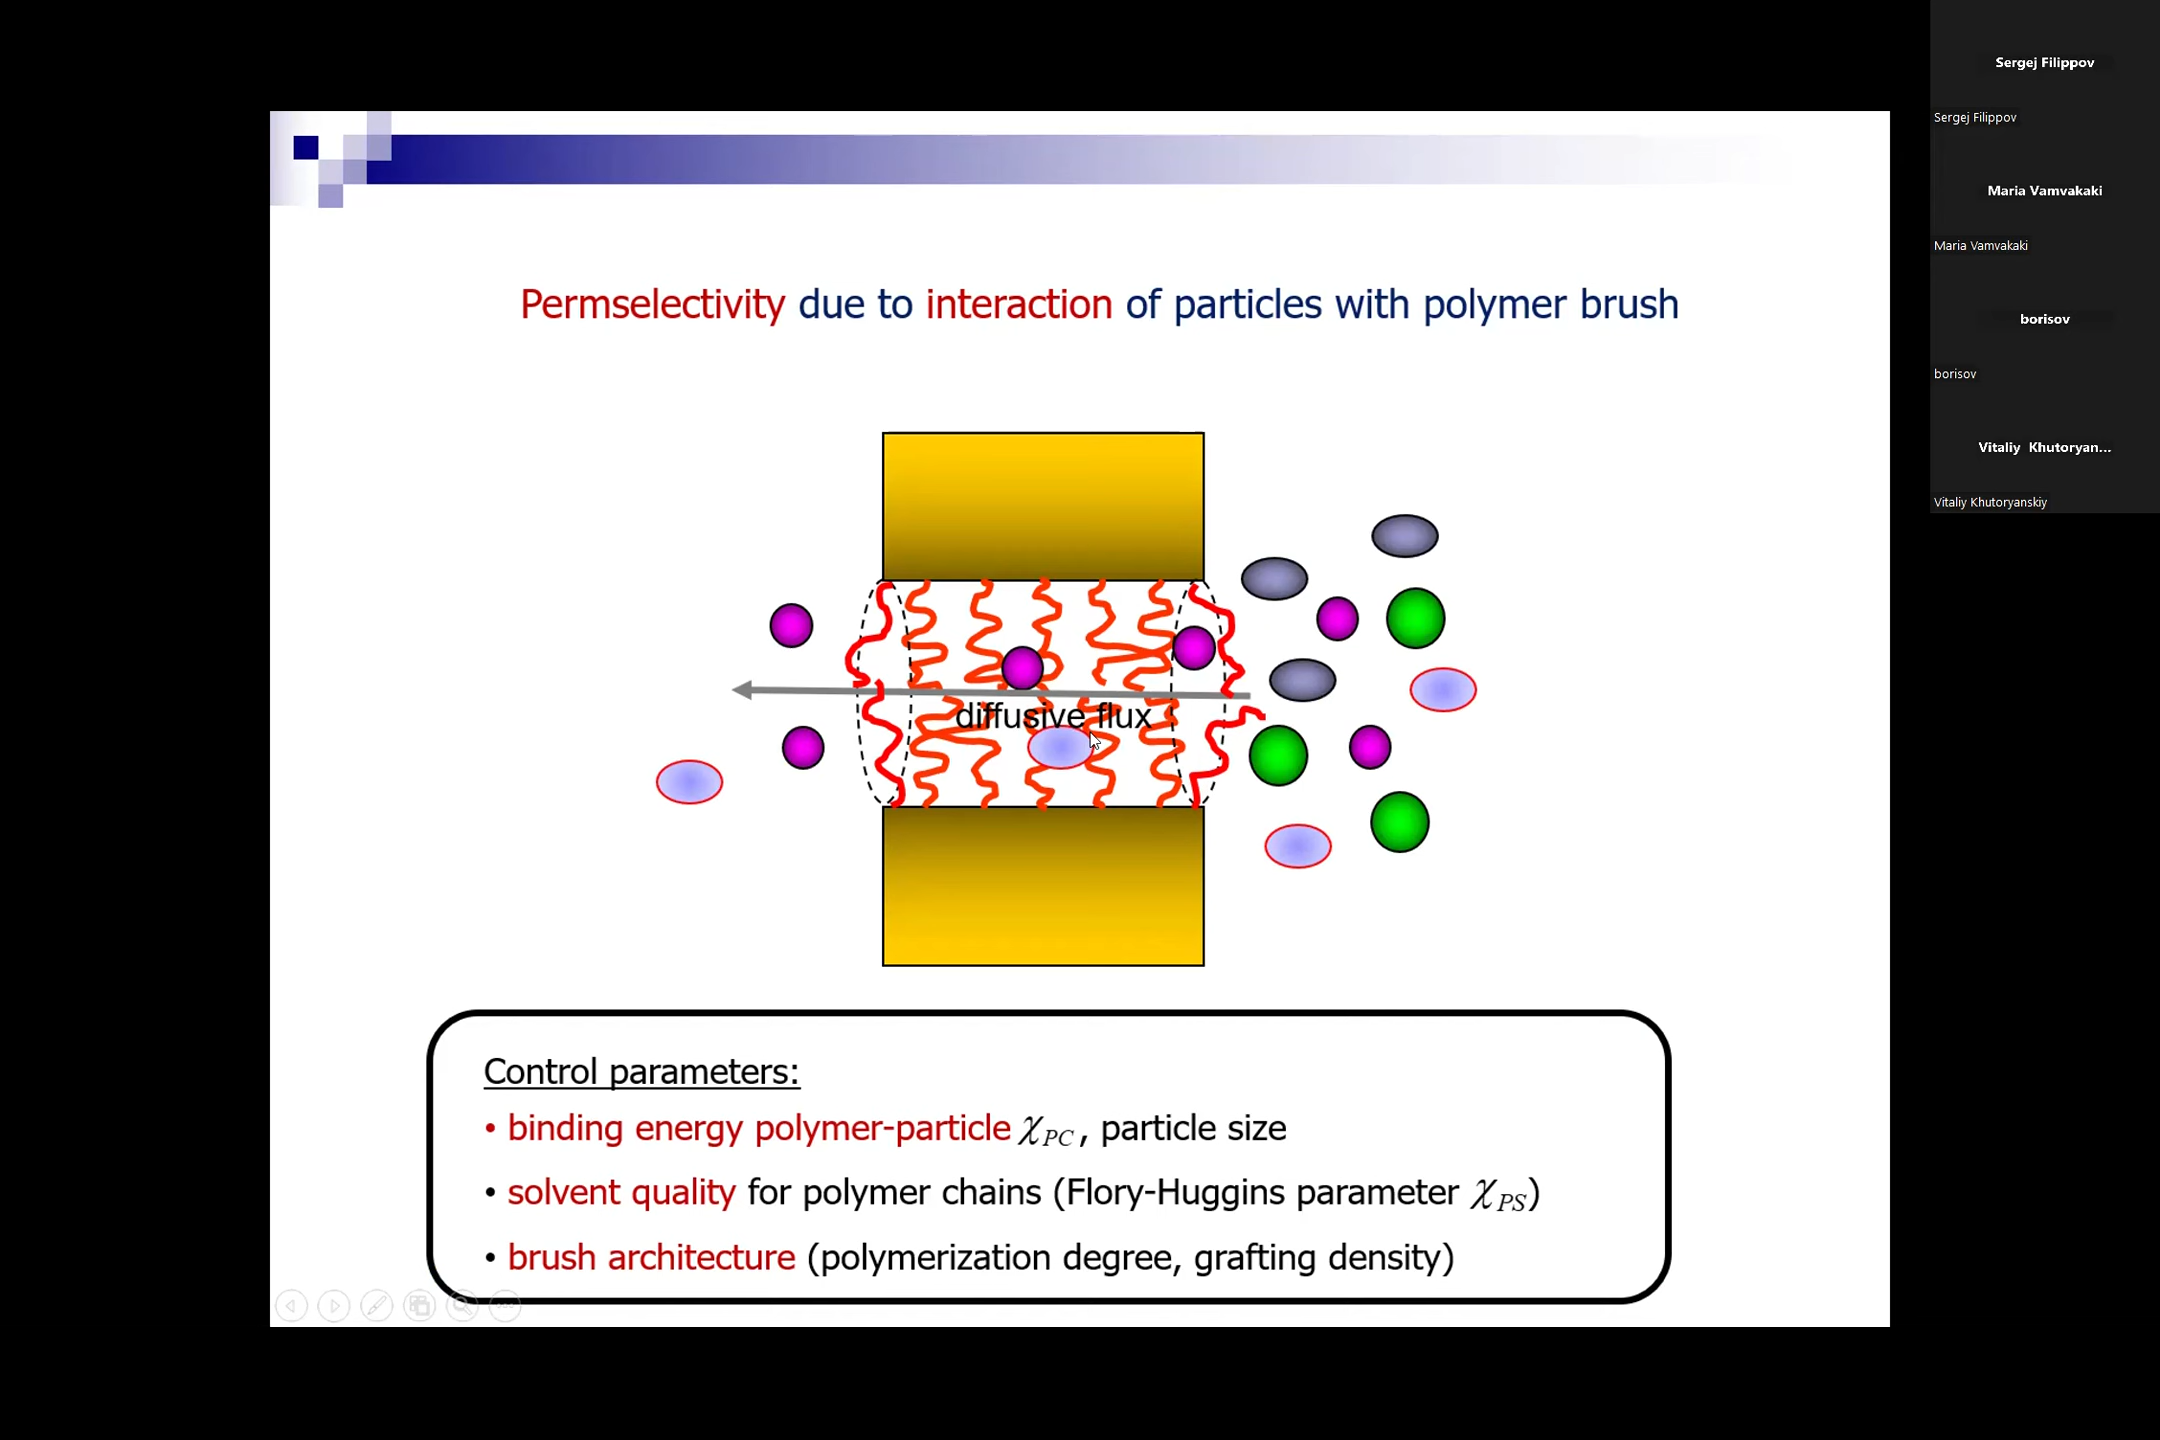 Permselectivity due to interaction of particles with polymer brush
diffusive flux
Control parameters:
• binding energy polymer-particle χPC , particle size
• solvent quality for polymer chains (Flory-Huggins parameter χPS)
• brush architecture (polymerization degree, grafting density)
Sergej Filippov
Sergej Filippov
Maria Vamvakaki
Maria Vamvakaki
borisov
borisov
Vitaliy Khutoryan...
Vitaliy Khutoryanskiy